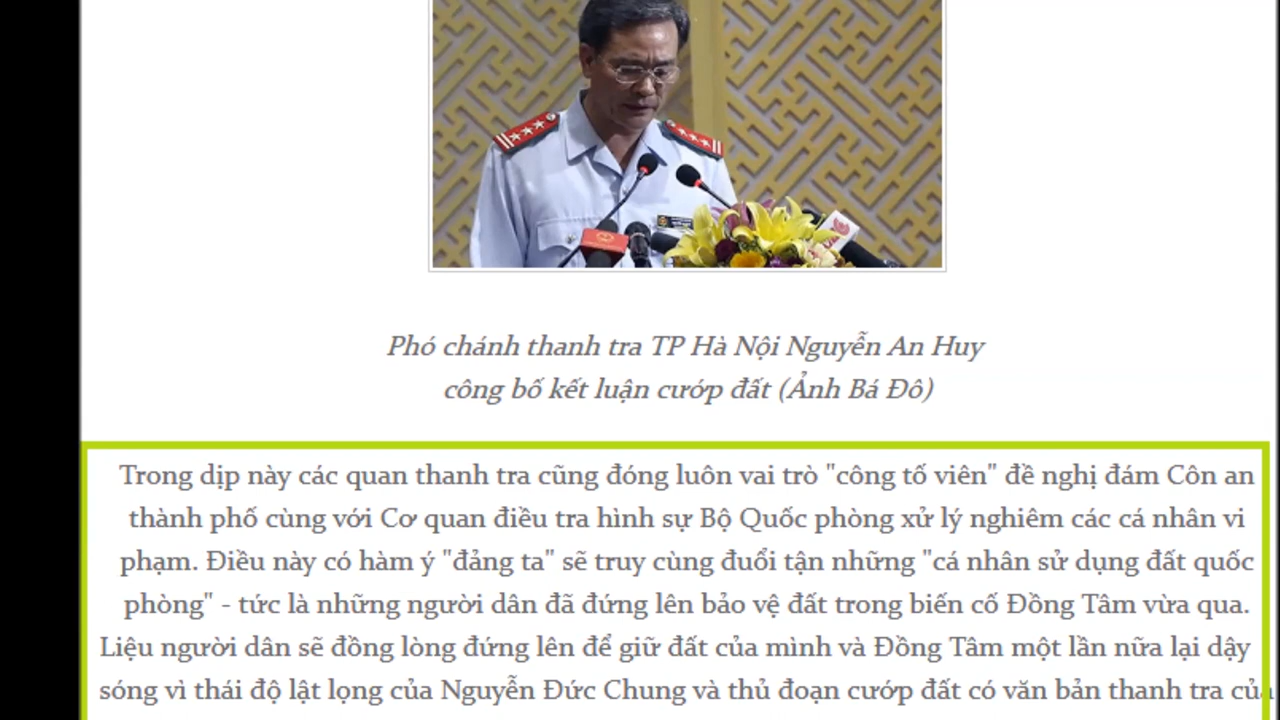 Phó chánh thanh tra TP Hà Nội Nguyễn An Huy
công bố kết luận cướp đất (Ảnh Bá Đô)
Trong dịp này các quan thanh tra cũng đóng luôn vai trò "công tố viên" đề nghị đám Côn an
thành phố cùng với Cơ quan điều tra hình sự Bộ Quốc phòng xử lý nghiêm các cá nhân vi
phạm. Điều này có hàm ý "đảng ta" sẽ truy cùng đuổi tận những "cá nhân sử dụng đất quốc
phòng" - tức là những người dân đã đứng lên bảo vệ đất trong biến cố Đồng Tâm vừa qua.
Liệu người dân sẽ đồng lòng đứng lên để giữ đất của mình và Đồng Tâm một lần nữa lại dậy
sóng vì thái độ lật lọng của Nguyễn Đức Chung và thủ đoạn cướp đất có văn bản thanh tra của